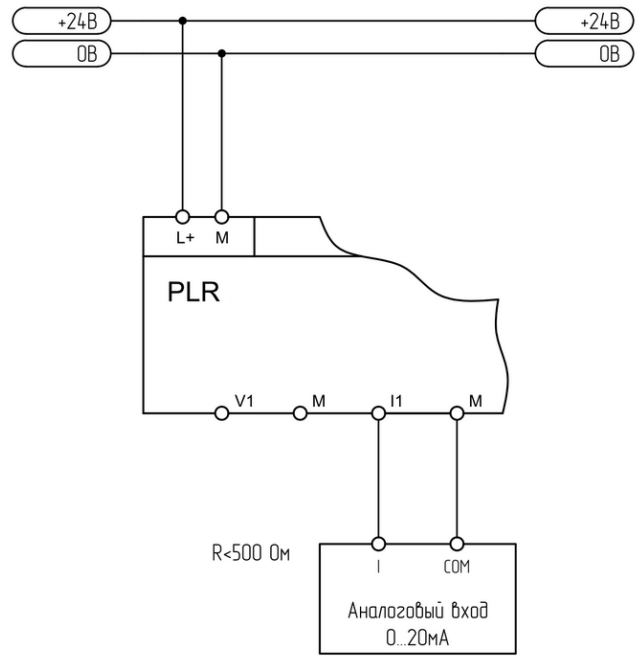 +24В +24В
0В 0В
L+ M
PLR
V1 M I1 M
R<500 Ом
I COM
Аналоговый вход
0...20мА